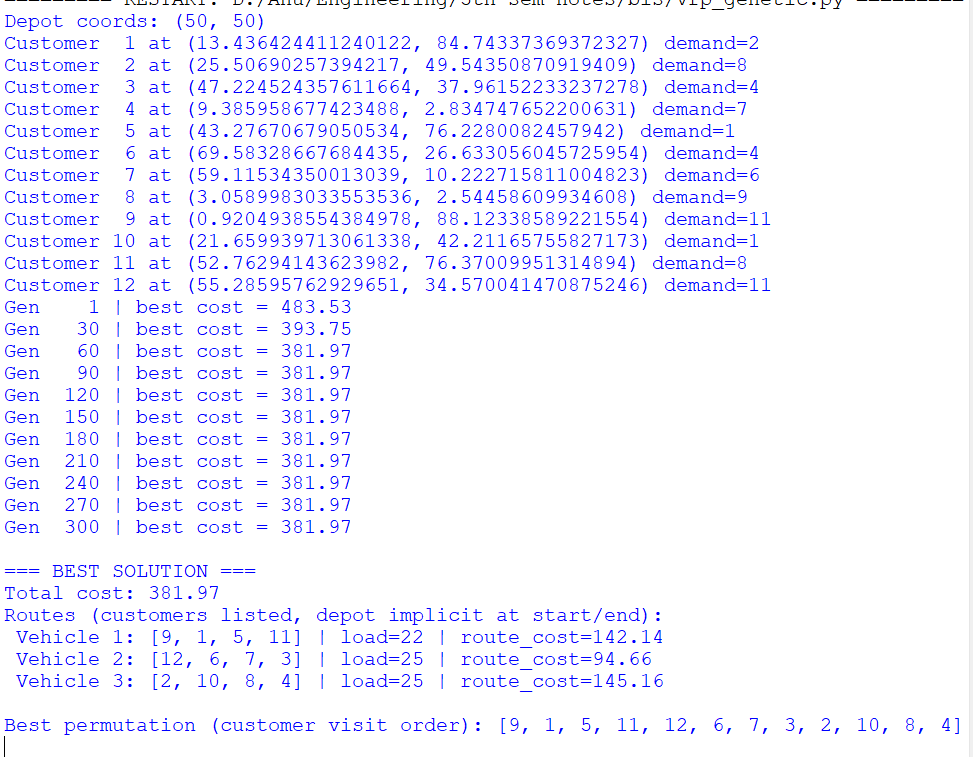 ========= RESTART: D:/Anu/Engineering/5th sem notes/bis/vrp_genetic.py =========
Depot coords: (50, 50)
Customer  1 at (13.436424411240122, 84.74337369372327) demand=2
Customer  2 at (25.50690257394217, 49.54350870919409) demand=8
Customer  3 at (47.224524357611664, 37.96152233237278) demand=4
Customer  4 at (9.385958677423488, 2.834747652200631) demand=7
Customer  5 at (43.27670679050534, 76.2280082457942) demand=1
Customer  6 at (69.58328667684435, 26.633056045725954) demand=4
Customer  7 at (59.11534350013039, 10.222715811004823) demand=6
Customer  8 at (3.0589983033553536, 2.54458609934608) demand=9
Customer  9 at (0.9204938554384978, 88.12338589221554) demand=11
Customer 10 at (21.659939713061338, 42.21165755827173) demand=1
Customer 11 at (52.76294143623982, 76.37009951314894) demand=8
Customer 12 at (55.28595762929651, 34.570041470875246) demand=11
Gen    1 | best cost = 483.53
Gen   30 | best cost = 393.75
Gen   60 | best cost = 381.97
Gen   90 | best cost = 381.97
Gen  120 | best cost = 381.97
Gen  150 | best cost = 381.97
Gen  180 | best cost = 381.97
Gen  210 | best cost = 381.97
Gen  240 | best cost = 381.97
Gen  270 | best cost = 381.97
Gen  300 | best cost = 381.97
=== BEST SOLUTION ===
Total cost: 381.97
Routes (customers listed, depot implicit at start/end):
 Vehicle 1: [9, 1, 5, 11] | load=22 | route_cost=142.14
 Vehicle 2: [12, 6, 7, 3] | load=25 | route_cost=94.66
 Vehicle 3: [2, 10, 8, 4] | load=25 | route_cost=145.16
Best permutation (customer visit order): [9, 1, 5, 11, 12, 6, 7, 3, 2, 10, 8, 4]